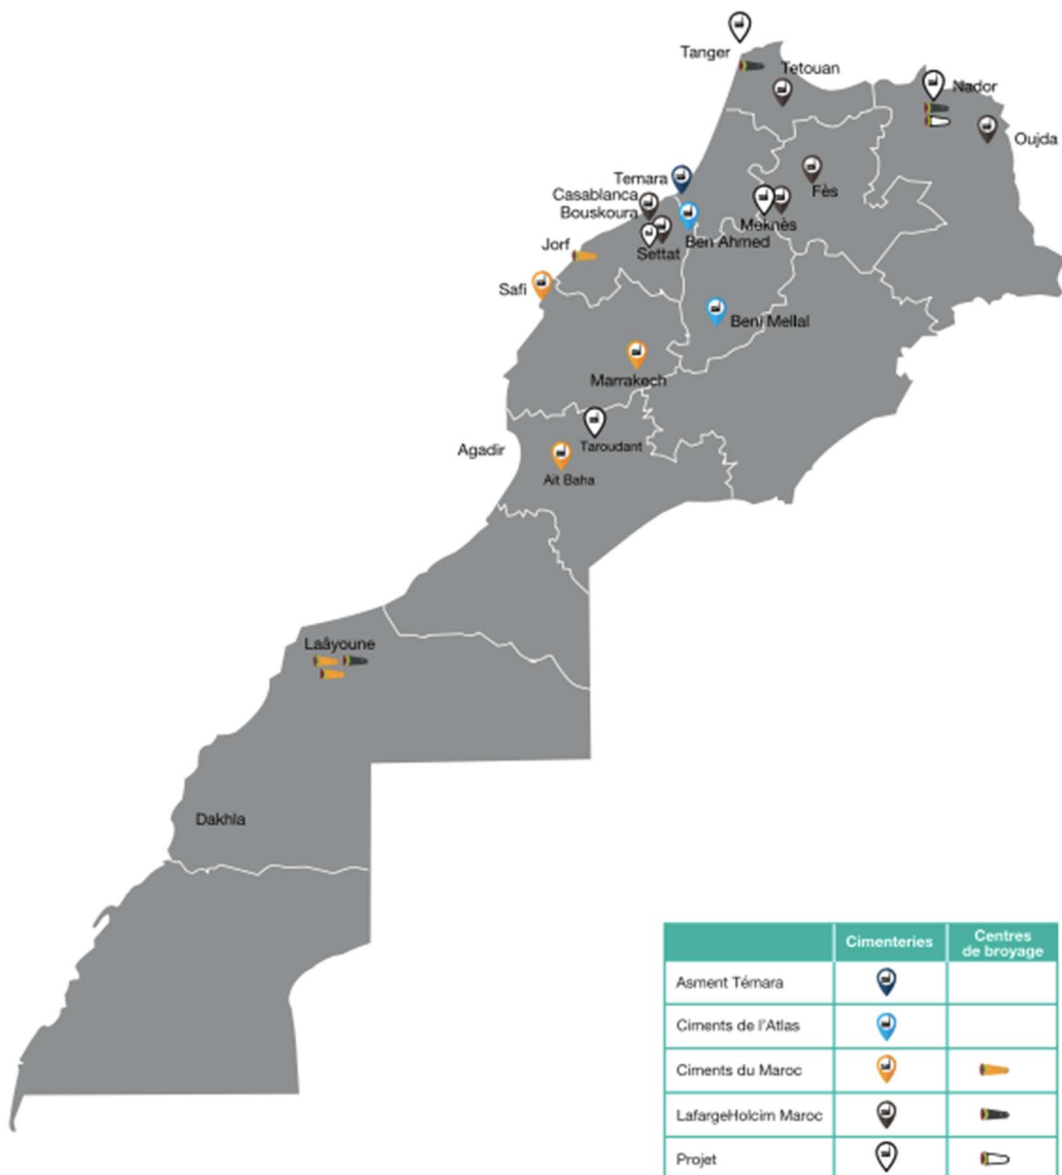 Tanger
Tetouan
Nador
Oujda
Temara
Fès
Casablanca
Bouskoura
Meknès
Ben Ahmed
Jorf
Settat
Safi
Beni Mellal
Marrakech
Agadir
Taroudant
Ait Baha
Laâyoune
Dakhla
Cimenteries
Centres
de broyage
Asment Témara
Ciments de l'Atlas
Ciments du Maroc
LafargeHolcim Maroc
Projet